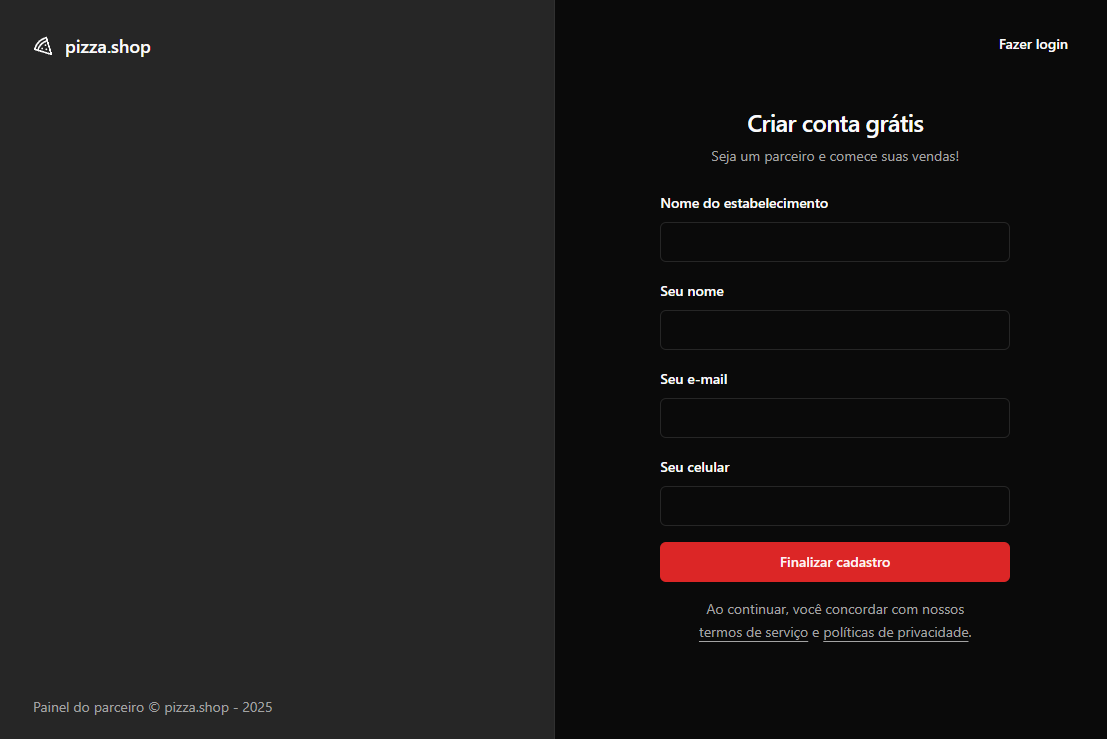 pizza.shop
Fazer login
Criar conta grátis
Seja um parceiro e comece suas vendas!
Nome do estabelecimento
Seu nome
Seu e-mail
Seu celular
Finalizar cadastro
Ao continuar, você concordar com nossos
termos de serviço e políticas de privacidade.
Painel do parceiro © pizza.shop - 2025